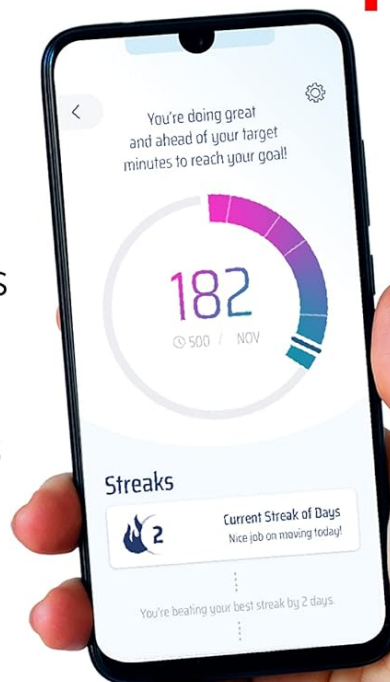 You're doing great
and ahead of your target
minutes to reach your goal!
182
500 / NOV
Streaks
2
Current Streak of Days
Nice job on moving today!
You're beating your best streak by 2 days.